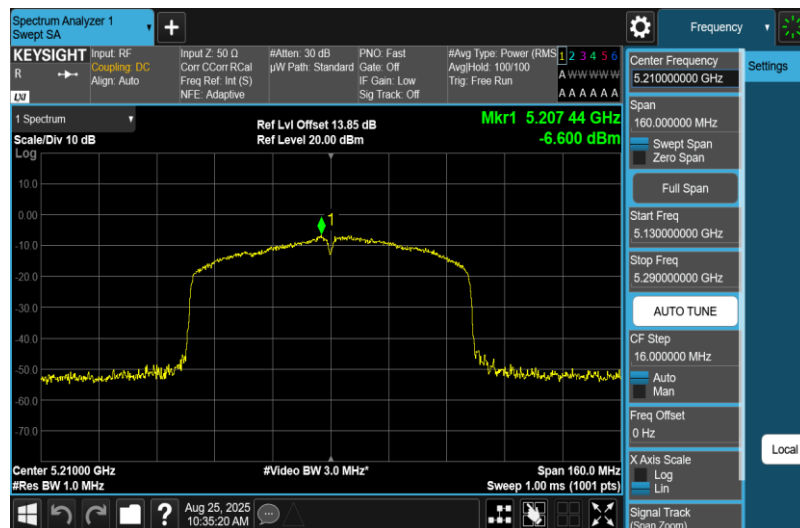 Spectrum Analyzer 1
Swept SA
Frequency
KEYSIGHT
R
LXI
Input: RF
Coupling: DC
Align: Auto
Input Z: 50 Ω
Corr CCorr RCal
Freq Ref: Int (S)
NFE: Adaptive
#Atten: 30 dB
µW Path: Standard
PNO: Fast
Gate: Off
IF Gain: Low
Sig Track: Off
#Avg Type: Power (RMS
Avg|Hold: 100/100
Trig: Free Run
1 2 3 4 5 6
A W W W W W
A A A A A A
Center Frequency
5.210000000 GHz
Settings
Span
160.000000 MHz
Swept Span
Zero Span
Full Span
Start Freq
5.130000000 GHz
Stop Freq
5.290000000 GHz
AUTO TUNE
CF Step
16.000000 MHz
Auto
Man
Freq Offset
0 Hz
X Axis Scale
Log
Lin
Local
Signal Track
(Span Zoom)
1 Spectrum
Scale/Div 10 dB
Log
Ref Lvl Offset 13.85 dB
Ref Level 20.00 dBm
Mkr1 5.207 44 GHz
-6.600 dBm
10.0
0.00
-10.0
-20.0
-30.0
-40.0
-50.0
-60.0
-70.0
1
Center 5.21000 GHz
#Res BW 1.0 MHz
#Video BW 3.0 MHz*
Span 160.0 MHz
Sweep 1.00 ms (1001 pts)
?
Aug 25, 2025
10:35:20 AM